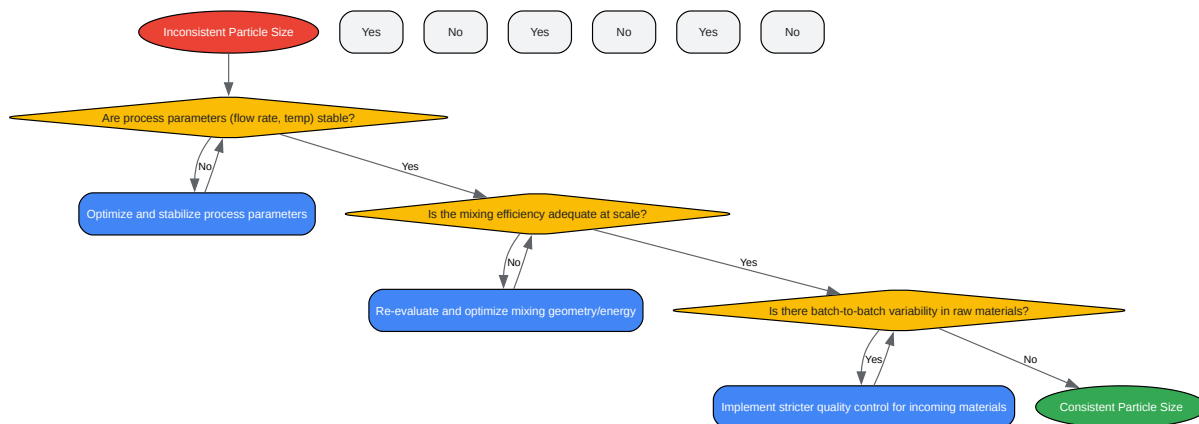 Inconsistent Particle Size
Yes
No
Yes
No
Yes
No
Are process parameters (flow rate, temp) stable?
No
Yes
Optimize and stabilize process parameters
Is the mixing efficiency adequate at scale?
No
Yes
Re-evaluate and optimize mixing geometry/energy
Is there batch-to-batch variability in raw materials?
Yes
No
Implement stricter quality control for incoming materials
Consistent Particle Size